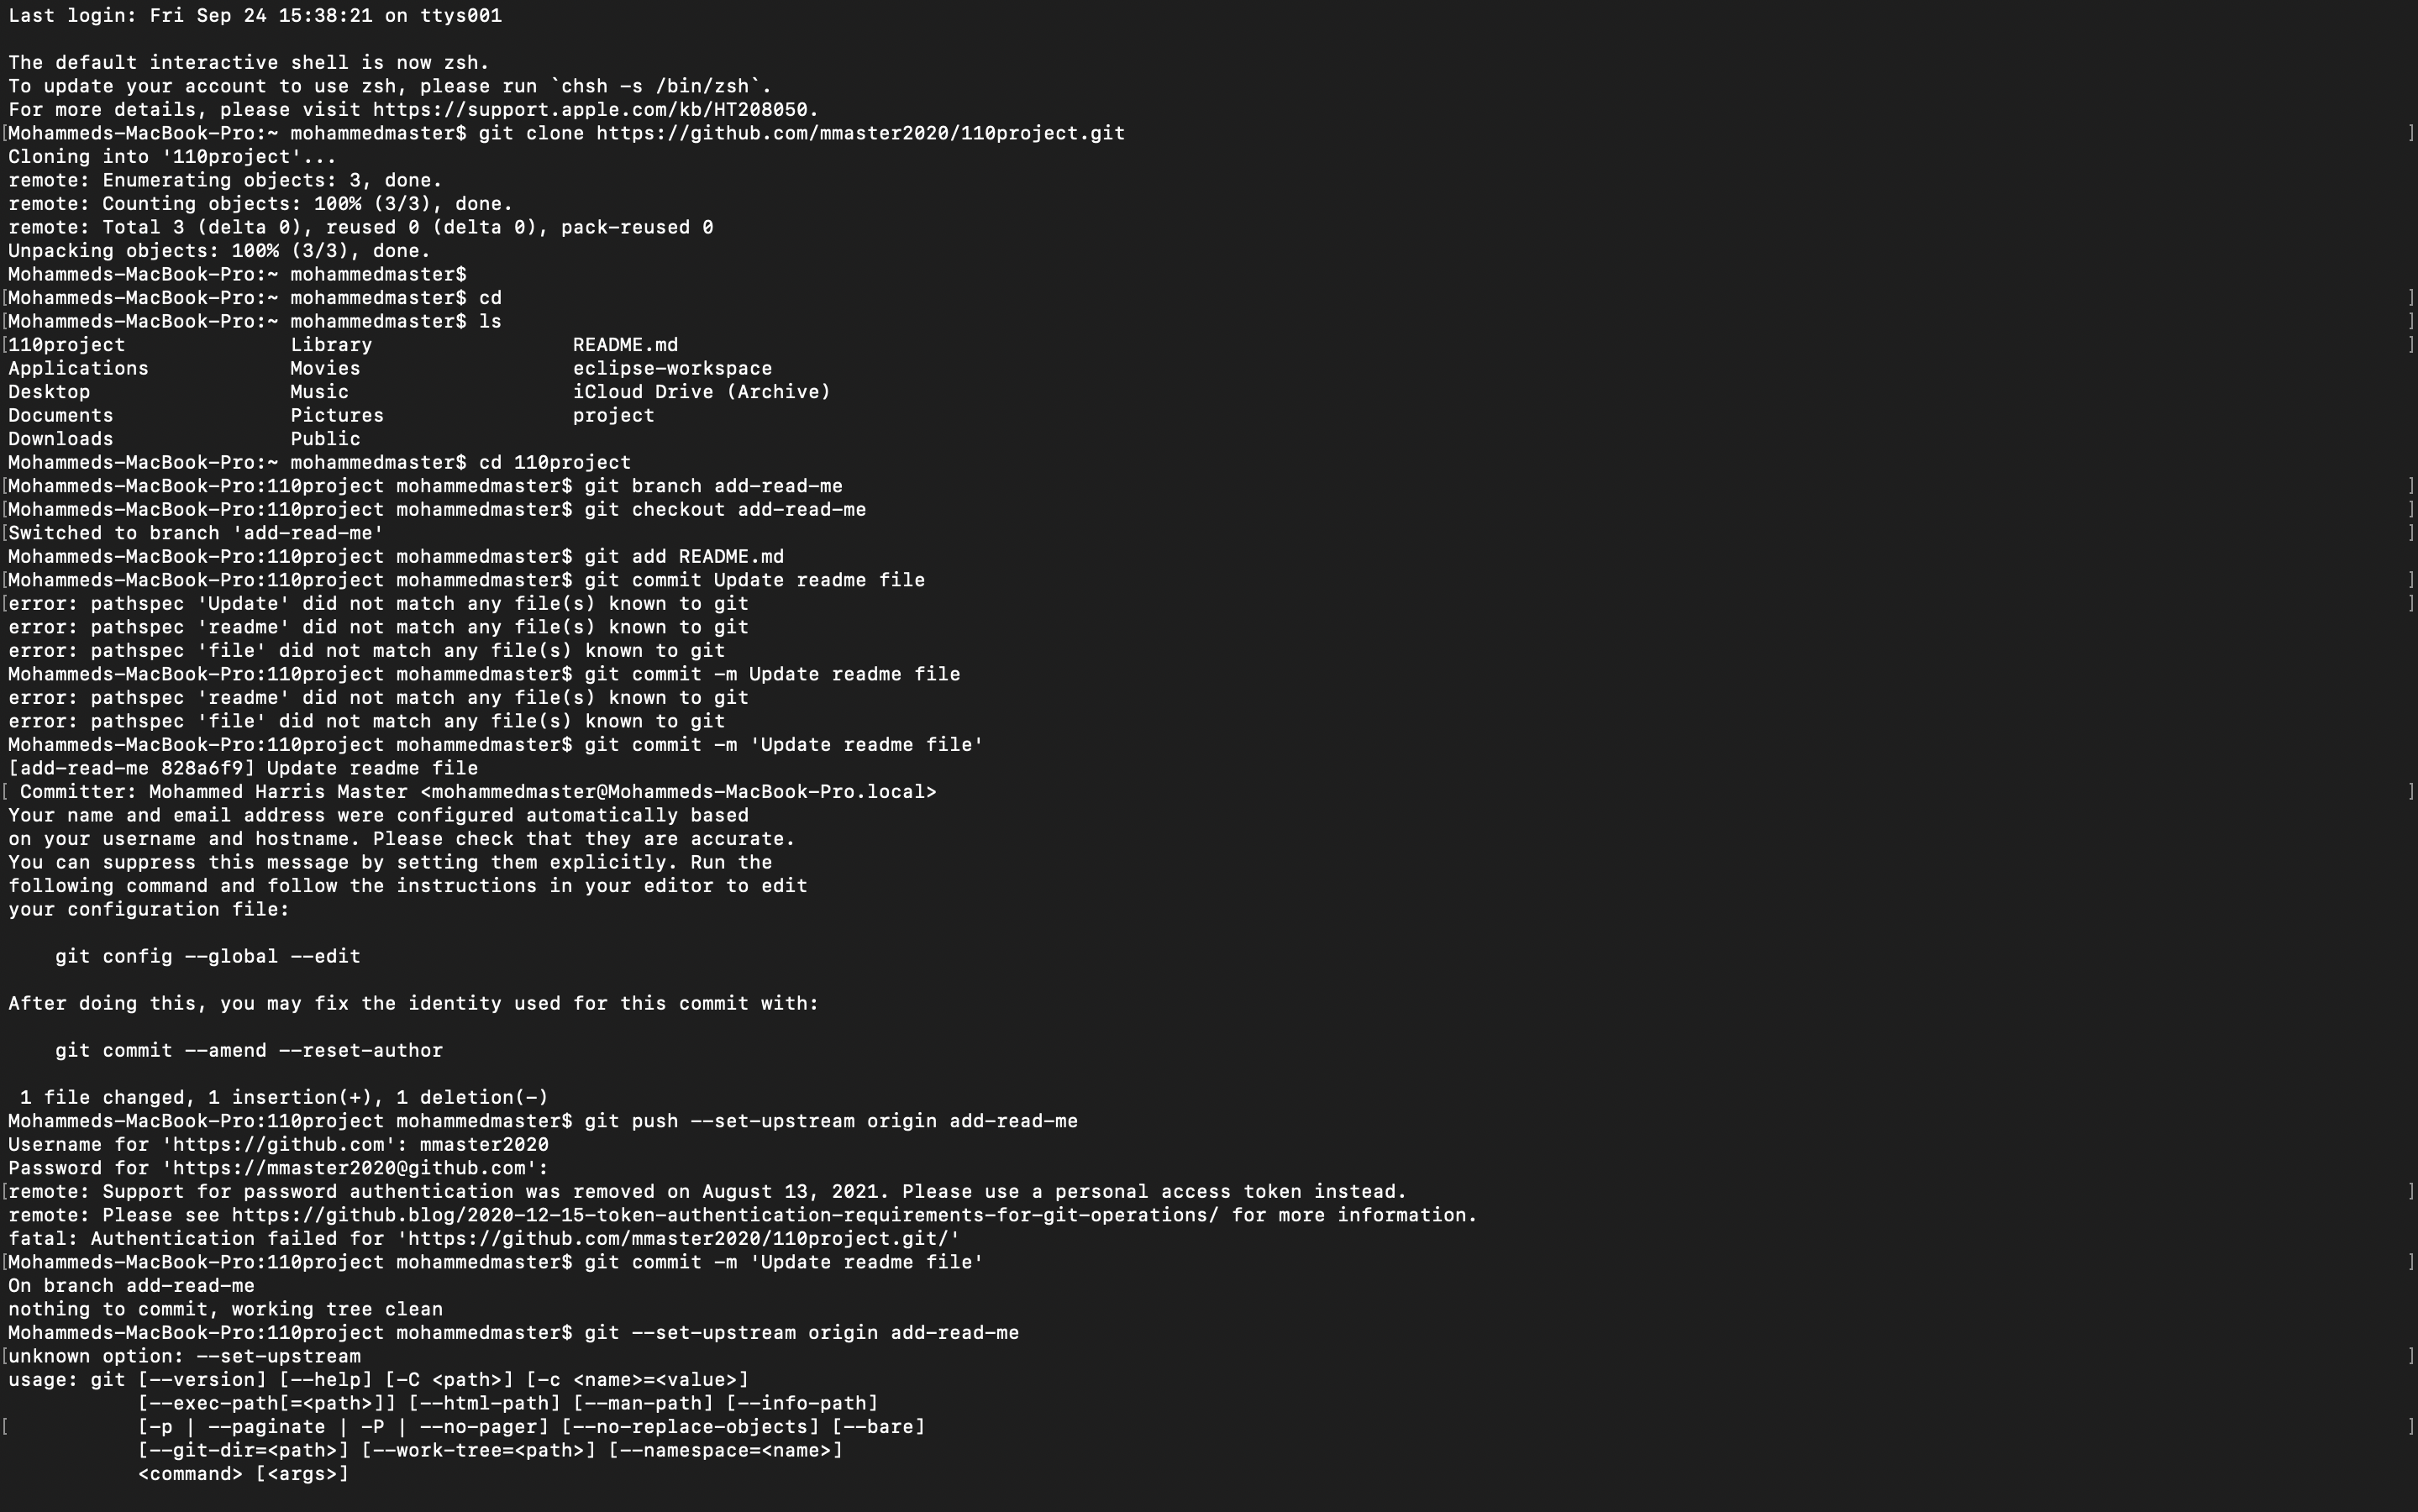 Last login: Fri Sep 24 15:38:21 on ttys001
The default interactive shell is now zsh.
To update your account to use zsh, please run `chsh -s /bin/zsh`.
For more details, please visit https://support.apple.com/kb/HT208050.
[Mohammeds-MacBook-Pro:~ mohammedmaster$ git clone https://github.com/mmaster2020/110project.git ]
Cloning into '110project'...
remote: Enumerating objects: 3, done.
remote: Counting objects: 100% (3/3), done.
remote: Total 3 (delta 0), reused 0 (delta 0), pack-reused 0
Unpacking objects: 100% (3/3), done.
Mohammeds-MacBook-Pro:~ mohammedmaster$
[Mohammeds-MacBook-Pro:~ mohammedmaster$ cd ]
[Mohammeds-MacBook-Pro:~ mohammedmaster$ ls ]
[110project Library README.md ]
Applications Movies eclipse-workspace
Desktop Music iCloud Drive (Archive)
Documents Pictures project
Downloads Public
Mohammeds-MacBook-Pro:~ mohammedmaster$ cd 110project
[Mohammeds-MacBook-Pro:110project mohammedmaster$ git branch add-read-me ]
[Mohammeds-MacBook-Pro:110project mohammedmaster$ git checkout add-read-me ]
[Switched to branch 'add-read-me' ]
Mohammeds-MacBook-Pro:110project mohammedmaster$ git add README.md
[Mohammeds-MacBook-Pro:110project mohammedmaster$ git commit Update readme file ]
[error: pathspec 'Update' did not match any file(s) known to git ]
error: pathspec 'readme' did not match any file(s) known to git
error: pathspec 'file' did not match any file(s) known to git
Mohammeds-MacBook-Pro:110project mohammedmaster$ git commit -m Update readme file
error: pathspec 'readme' did not match any file(s) known to git
error: pathspec 'file' did not match any file(s) known to git
Mohammeds-MacBook-Pro:110project mohammedmaster$ git commit -m 'Update readme file'
[add-read-me 828a6f9] Update readme file
[ Committer: Mohammed Harris Master <mohammedmaster@Mohammeds-MacBook-Pro.local> ]
Your name and email address were configured automatically based
on your username and hostname. Please check that they are accurate.
You can suppress this message by setting them explicitly. Run the
following command and follow the instructions in your editor to edit
your configuration file:
git config --global --edit
After doing this, you may fix the identity used for this commit with:
git commit --amend --reset-author
1 file changed, 1 insertion(+), 1 deletion(-)
Mohammeds-MacBook-Pro:110project mohammedmaster$ git push --set-upstream origin add-read-me
Username for 'https://github.com': mmaster2020
Password for 'https://mmaster2020@github.com':
[remote: Support for password authentication was removed on August 13, 2021. Please use a personal access token instead. ]
remote: Please see https://github.blog/2020-12-15-token-authentication-requirements-for-git-operations/ for more information.
fatal: Authentication failed for 'https://github.com/mmaster2020/110project.git/'
[Mohammeds-MacBook-Pro:110project mohammedmaster$ git commit -m 'Update readme file' ]
On branch add-read-me
nothing to commit, working tree clean
Mohammeds-MacBook-Pro:110project mohammedmaster$ git --set-upstream origin add-read-me
[unknown option: --set-upstream ]
usage: git [--version] [--help] [-C <path>] [-c <name>=<value>]
[--exec-path[=<path>]] [--html-path] [--man-path] [--info-path]
[ [-p | --paginate | -P | --no-pager] [--no-replace-objects] [--bare] ]
[--git-dir=<path>] [--work-tree=<path>] [--namespace=<name>]
<command> [<args>]